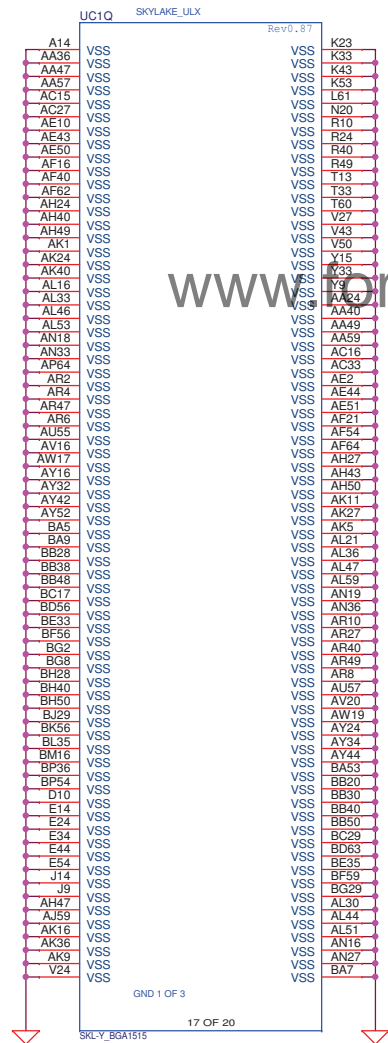 UC1Q SKYLAKE_ULX
Rev0.87
A14 VSS VSS K23
AA36 VSS VSS K33
AA47 VSS VSS K43
AA57 VSS VSS K53
AC15 VSS VSS L61
AC27 VSS VSS N20
AE10 VSS VSS R10
AE43 VSS VSS R24
AE50 VSS VSS R40
AF16 VSS VSS R49
AF40 VSS VSS T13
AF62 VSS VSS T33
AH24 VSS VSS T60
AH40 VSS VSS V27
AH49 VSS VSS V43
AK1 VSS VSS V50
AK24 VSS VSS Y15
AK40 VSS VSS Y33
www.for
AL16 VSS VSS Y9
AL33 VSS VSS AA24
AL46 VSS VSS AA40
AL53 VSS VSS AA49
AN18 VSS VSS AA59
AN33 VSS VSS AC16
AP64 VSS VSS AC33
AR2 VSS VSS AE2
AR4 VSS VSS AE44
AR47 VSS VSS AE51
AR6 VSS VSS AF21
AU55 VSS VSS AF54
AV16 VSS VSS AF64
AW17 VSS VSS AH27
AY16 VSS VSS AH43
AY32 VSS VSS AH50
AY42 VSS VSS AK11
AY52 VSS VSS AK27
BA5 VSS VSS AK5
BA9 VSS VSS AL21
BB28 VSS VSS AL36
BB38 VSS VSS AL47
BB48 VSS VSS AL59
BC17 VSS VSS AN19
BD56 VSS VSS AN36
BE33 VSS VSS AR10
BF56 VSS VSS AR27
BG2 VSS VSS AR40
BG8 VSS VSS AR49
BH28 VSS VSS AR8
BH40 VSS VSS AU57
BH50 VSS VSS AV20
BJ29 VSS VSS AW19
BK56 VSS VSS AY24
BL35 VSS VSS AY34
BM16 VSS VSS AY44
BP36 VSS VSS BA53
BP54 VSS VSS BB20
D10 VSS VSS BB30
E14 VSS VSS BB40
E24 VSS VSS BB50
E34 VSS VSS BC29
E44 VSS VSS BD63
E54 VSS VSS BE35
J14 VSS VSS BF59
J9 VSS VSS BG29
AH47 VSS VSS AL30
AJ59 VSS VSS AL44
AK16 VSS VSS AL51
AK36 VSS VSS AN16
AK9 VSS VSS AN27
V24 VSS VSS BA7
GND 1 OF 3
17 OF 20
SKL-Y_BGA1515